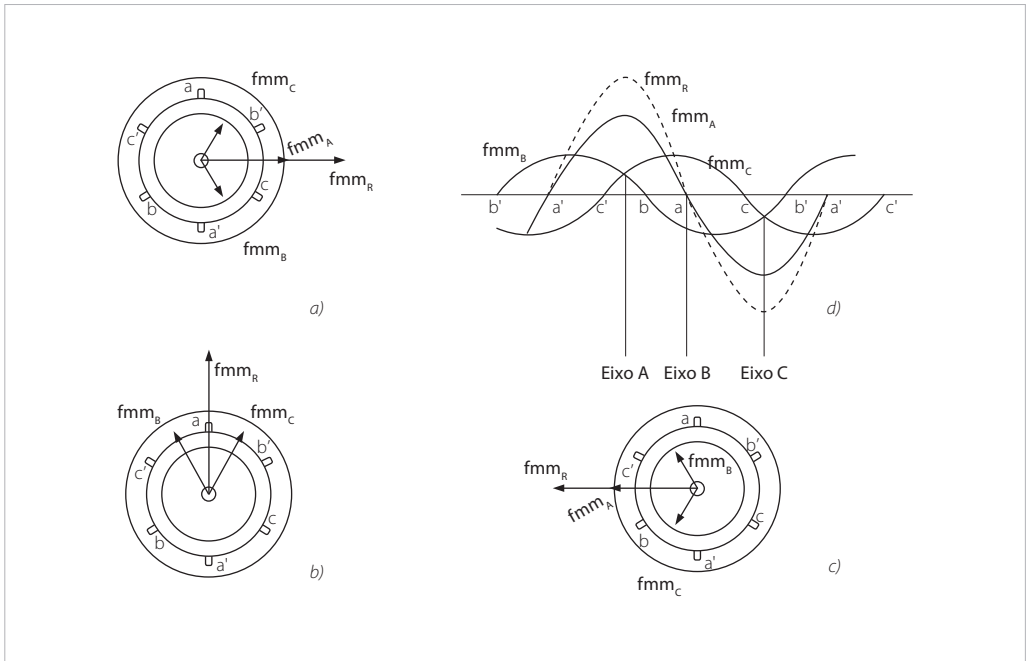 fmm_C
a
b'
c'
fmm_A
fmm_R
c
b
a'
fmm_B
a)
fmm_R
fmm_A
fmm_B
fmm_C
b' a' c' b a c b' a' c'
d)
Eixo A Eixo B Eixo C
fmm_R
fmm_B
fmm_C
a
b'
c'
c
b
a'
b)
a
b'
c'
fmm_B
fmm_R
fmm_A
c
b
a'
c)
fmm_C